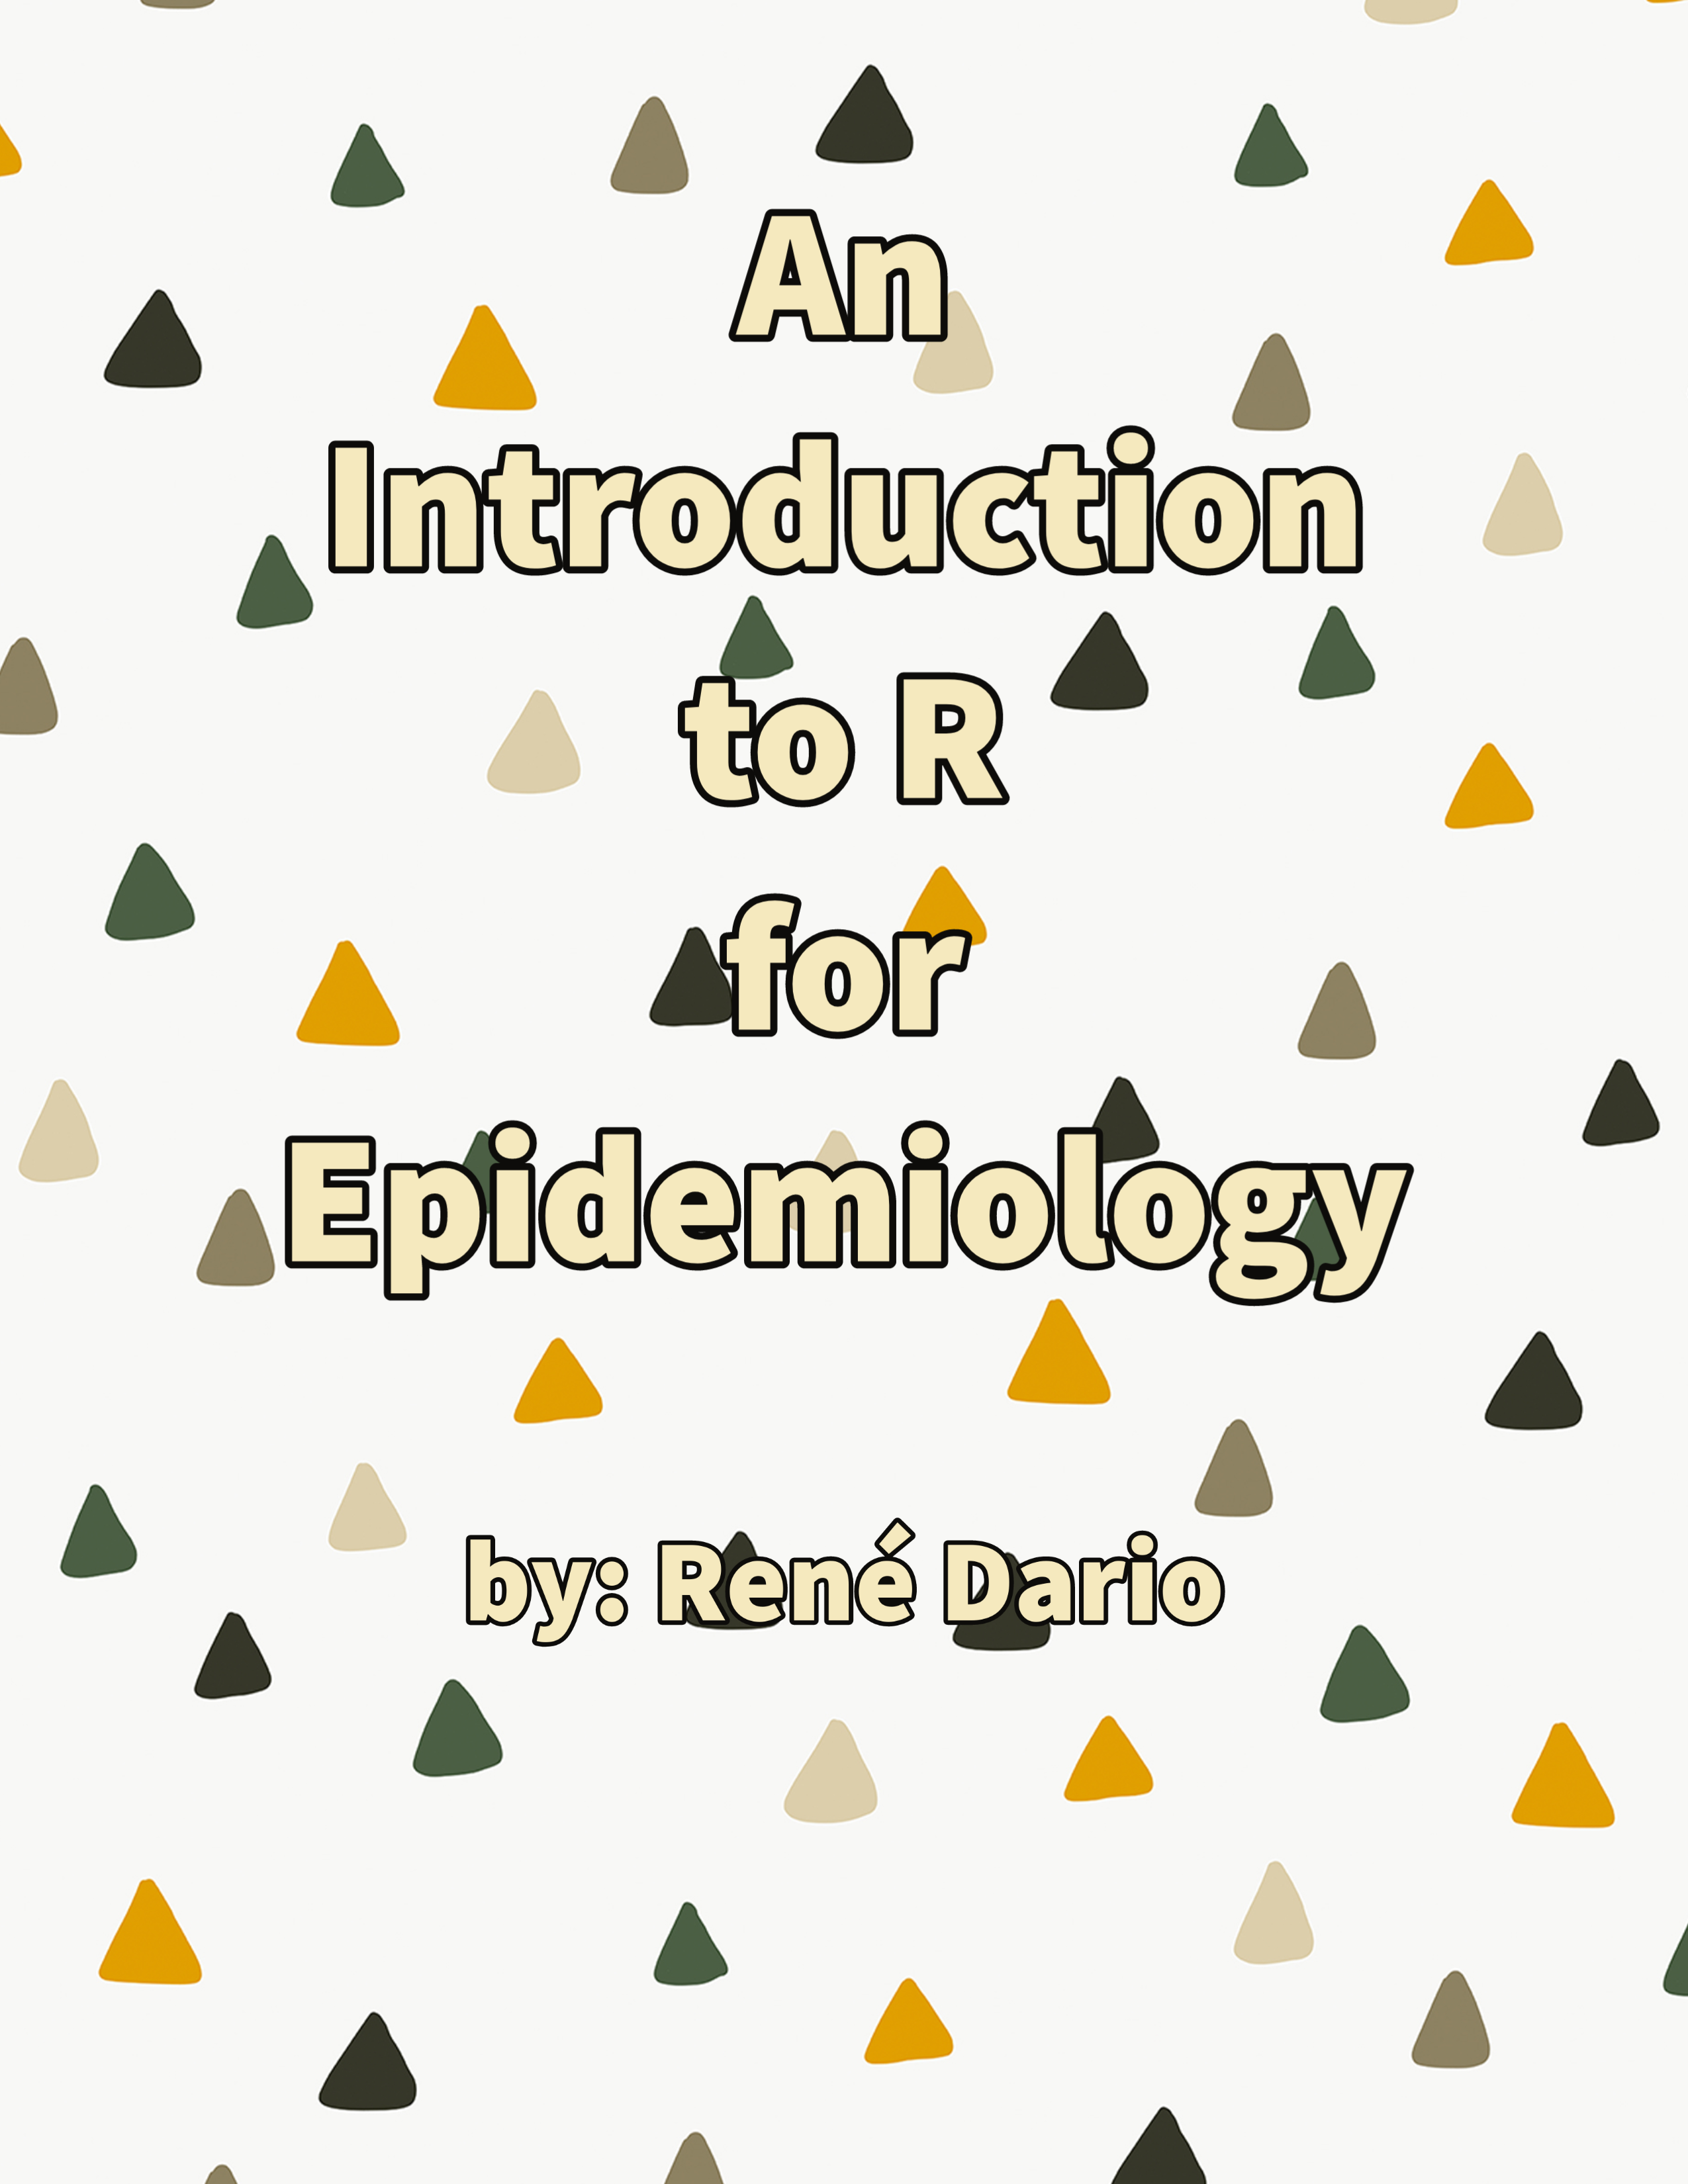 An
Introduction
to R
for
Epidemiology
by: René Dario